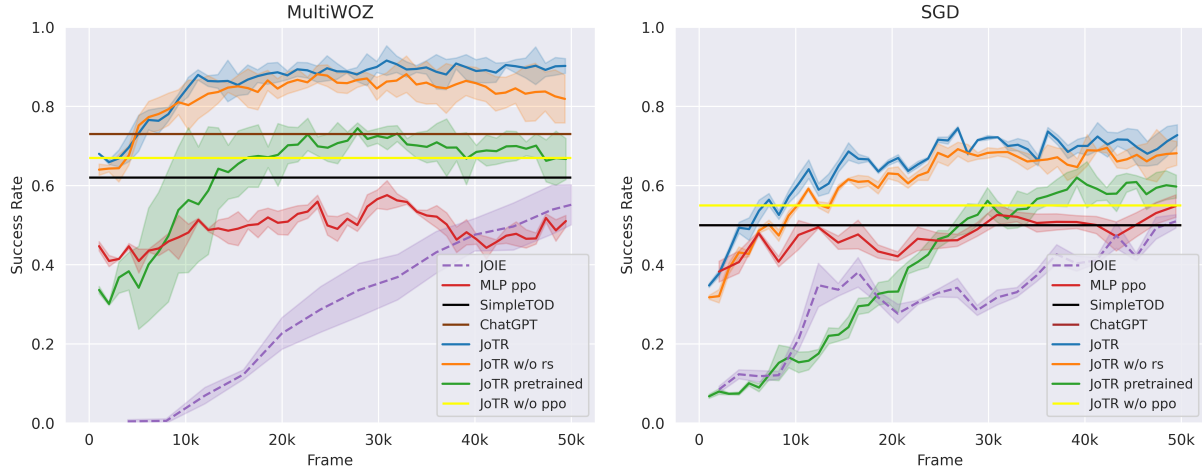 MultiWOZ
1.0
0.8
0.6
0.4
0.2
0.0
Success Rate
0
10k
20k
30k
40k
50k
Frame
JOIE
MLP ppo
SimpleTOD
ChatGPT
JoTR
JoTR w/o rs
JoTR pretrained
JoTR w/o ppo
SGD
1.0
0.8
0.6
0.4
0.2
0.0
Success Rate
0
10k
20k
30k
40k
50k
Frame
JOIE
MLP ppo
SimpleTOD
ChatGPT
JoTR
JoTR w/o rs
JoTR pretrained
JoTR w/o ppo